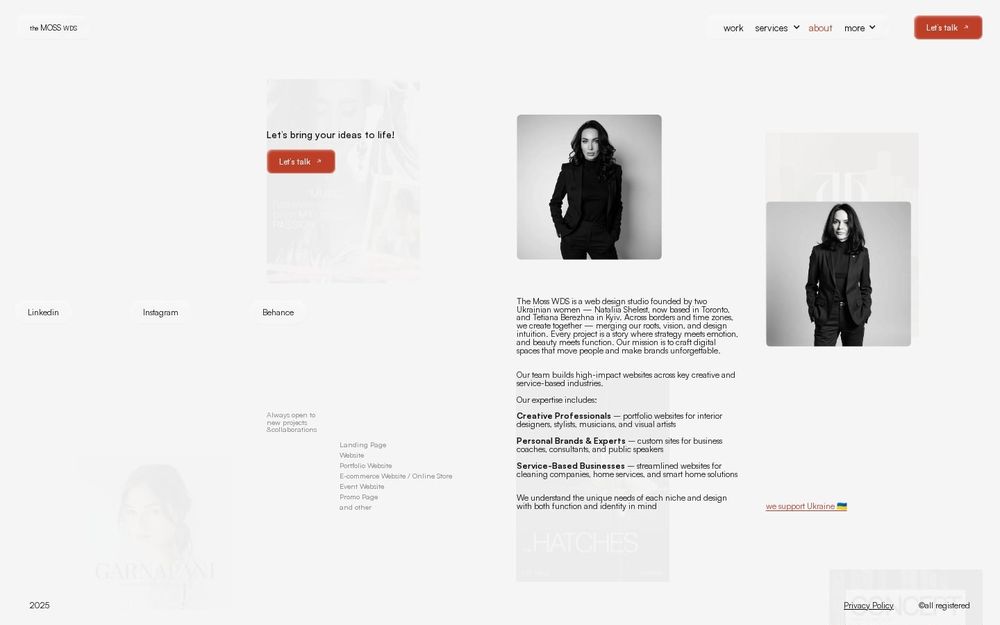 the MOSS WDS
work services about more
Let's talk
Let's bring your ideas to life!
Let's talk
Linkedin
Instagram
Behance
The Moss WDS is a web design studio founded by two
Ukrainian women — Nataliia Shelest, now based in Toronto,
and Tetiana Berezhna in Kyiv. Across borders and time zones,
we create together — merging our roots, vision, and design
intuition. Every project is a story where strategy meets emotion,
and beauty meets function. Our mission is to craft digital
spaces that move people and make brands unforgettable.
Our team builds high-impact websites across key creative and
service-based industries.
Our expertise includes:
Creative Professionals — portfolio websites for interior
designers, stylists, musicians, and visual artists
Personal Brands & Experts — custom sites for business
coaches, consultants, and public speakers
Service-Based Businesses — streamlined websites for
cleaning companies, home services, and smart home solutions
We understand the unique needs of each niche and design
with both function and identity in mind
Always open to
new projects
&collaborations
Landing Page
Website
Portfolio Website
E-commerce Website / Online Store
Event Website
Promo Page
and other
we support Ukraine 🇺🇦
HATCHES
CONCEPT
2025
Privacy Policy
©all registered